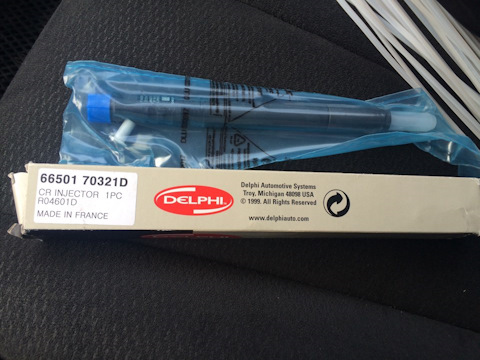 66501 70321D
CR INJECTOR 1PC
R04601D
MADE IN FRANCE
DELPHI
Delphi Automotive Systems
Troy, Michigan 48098 USA
© 1999. All Rights Reserved
www.delphiauto.com